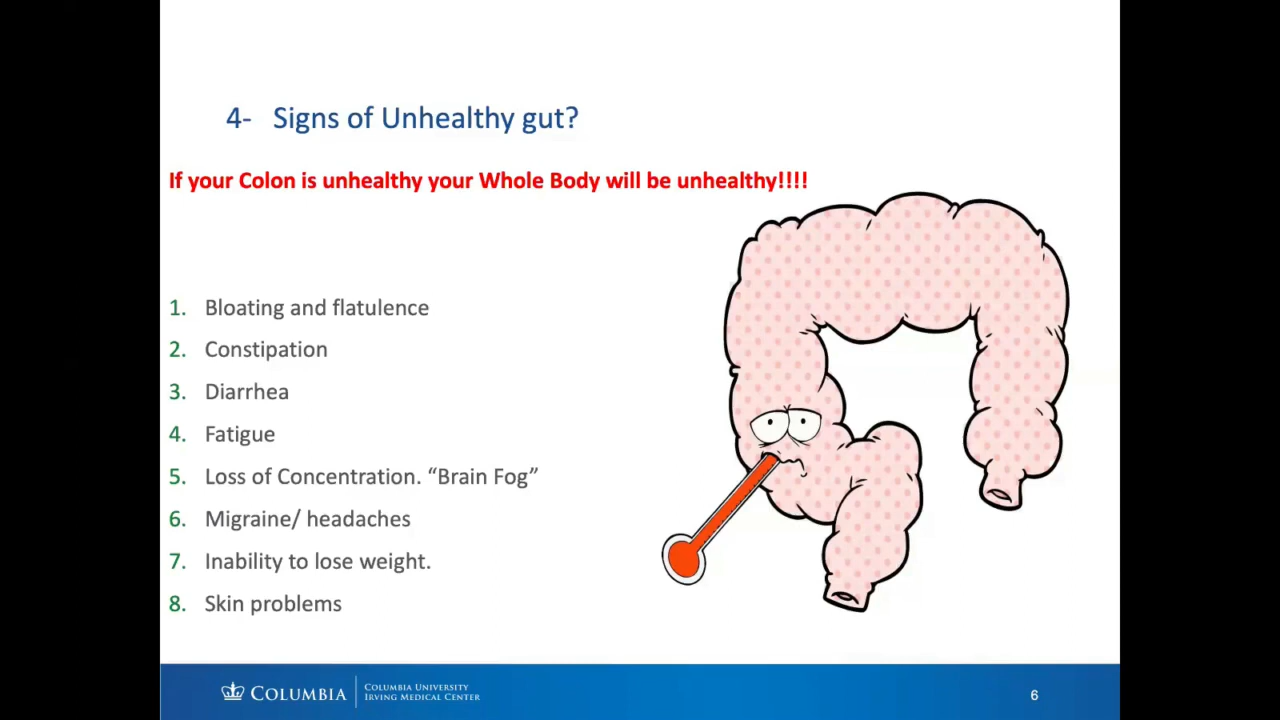 4- Signs of Unhealthy gut?
If your Colon is unhealthy your Whole Body will be unhealthy!!!!
1. Bloating and flatulence
2. Constipation
3. Diarrhea
4. Fatigue
5. Loss of Concentration. “Brain Fog”
6. Migraine/ headaches
7. Inability to lose weight.
8. Skin problems
COLUMBIA
COLUMBIA UNIVERSITY
IRVING MEDICAL CENTER
6